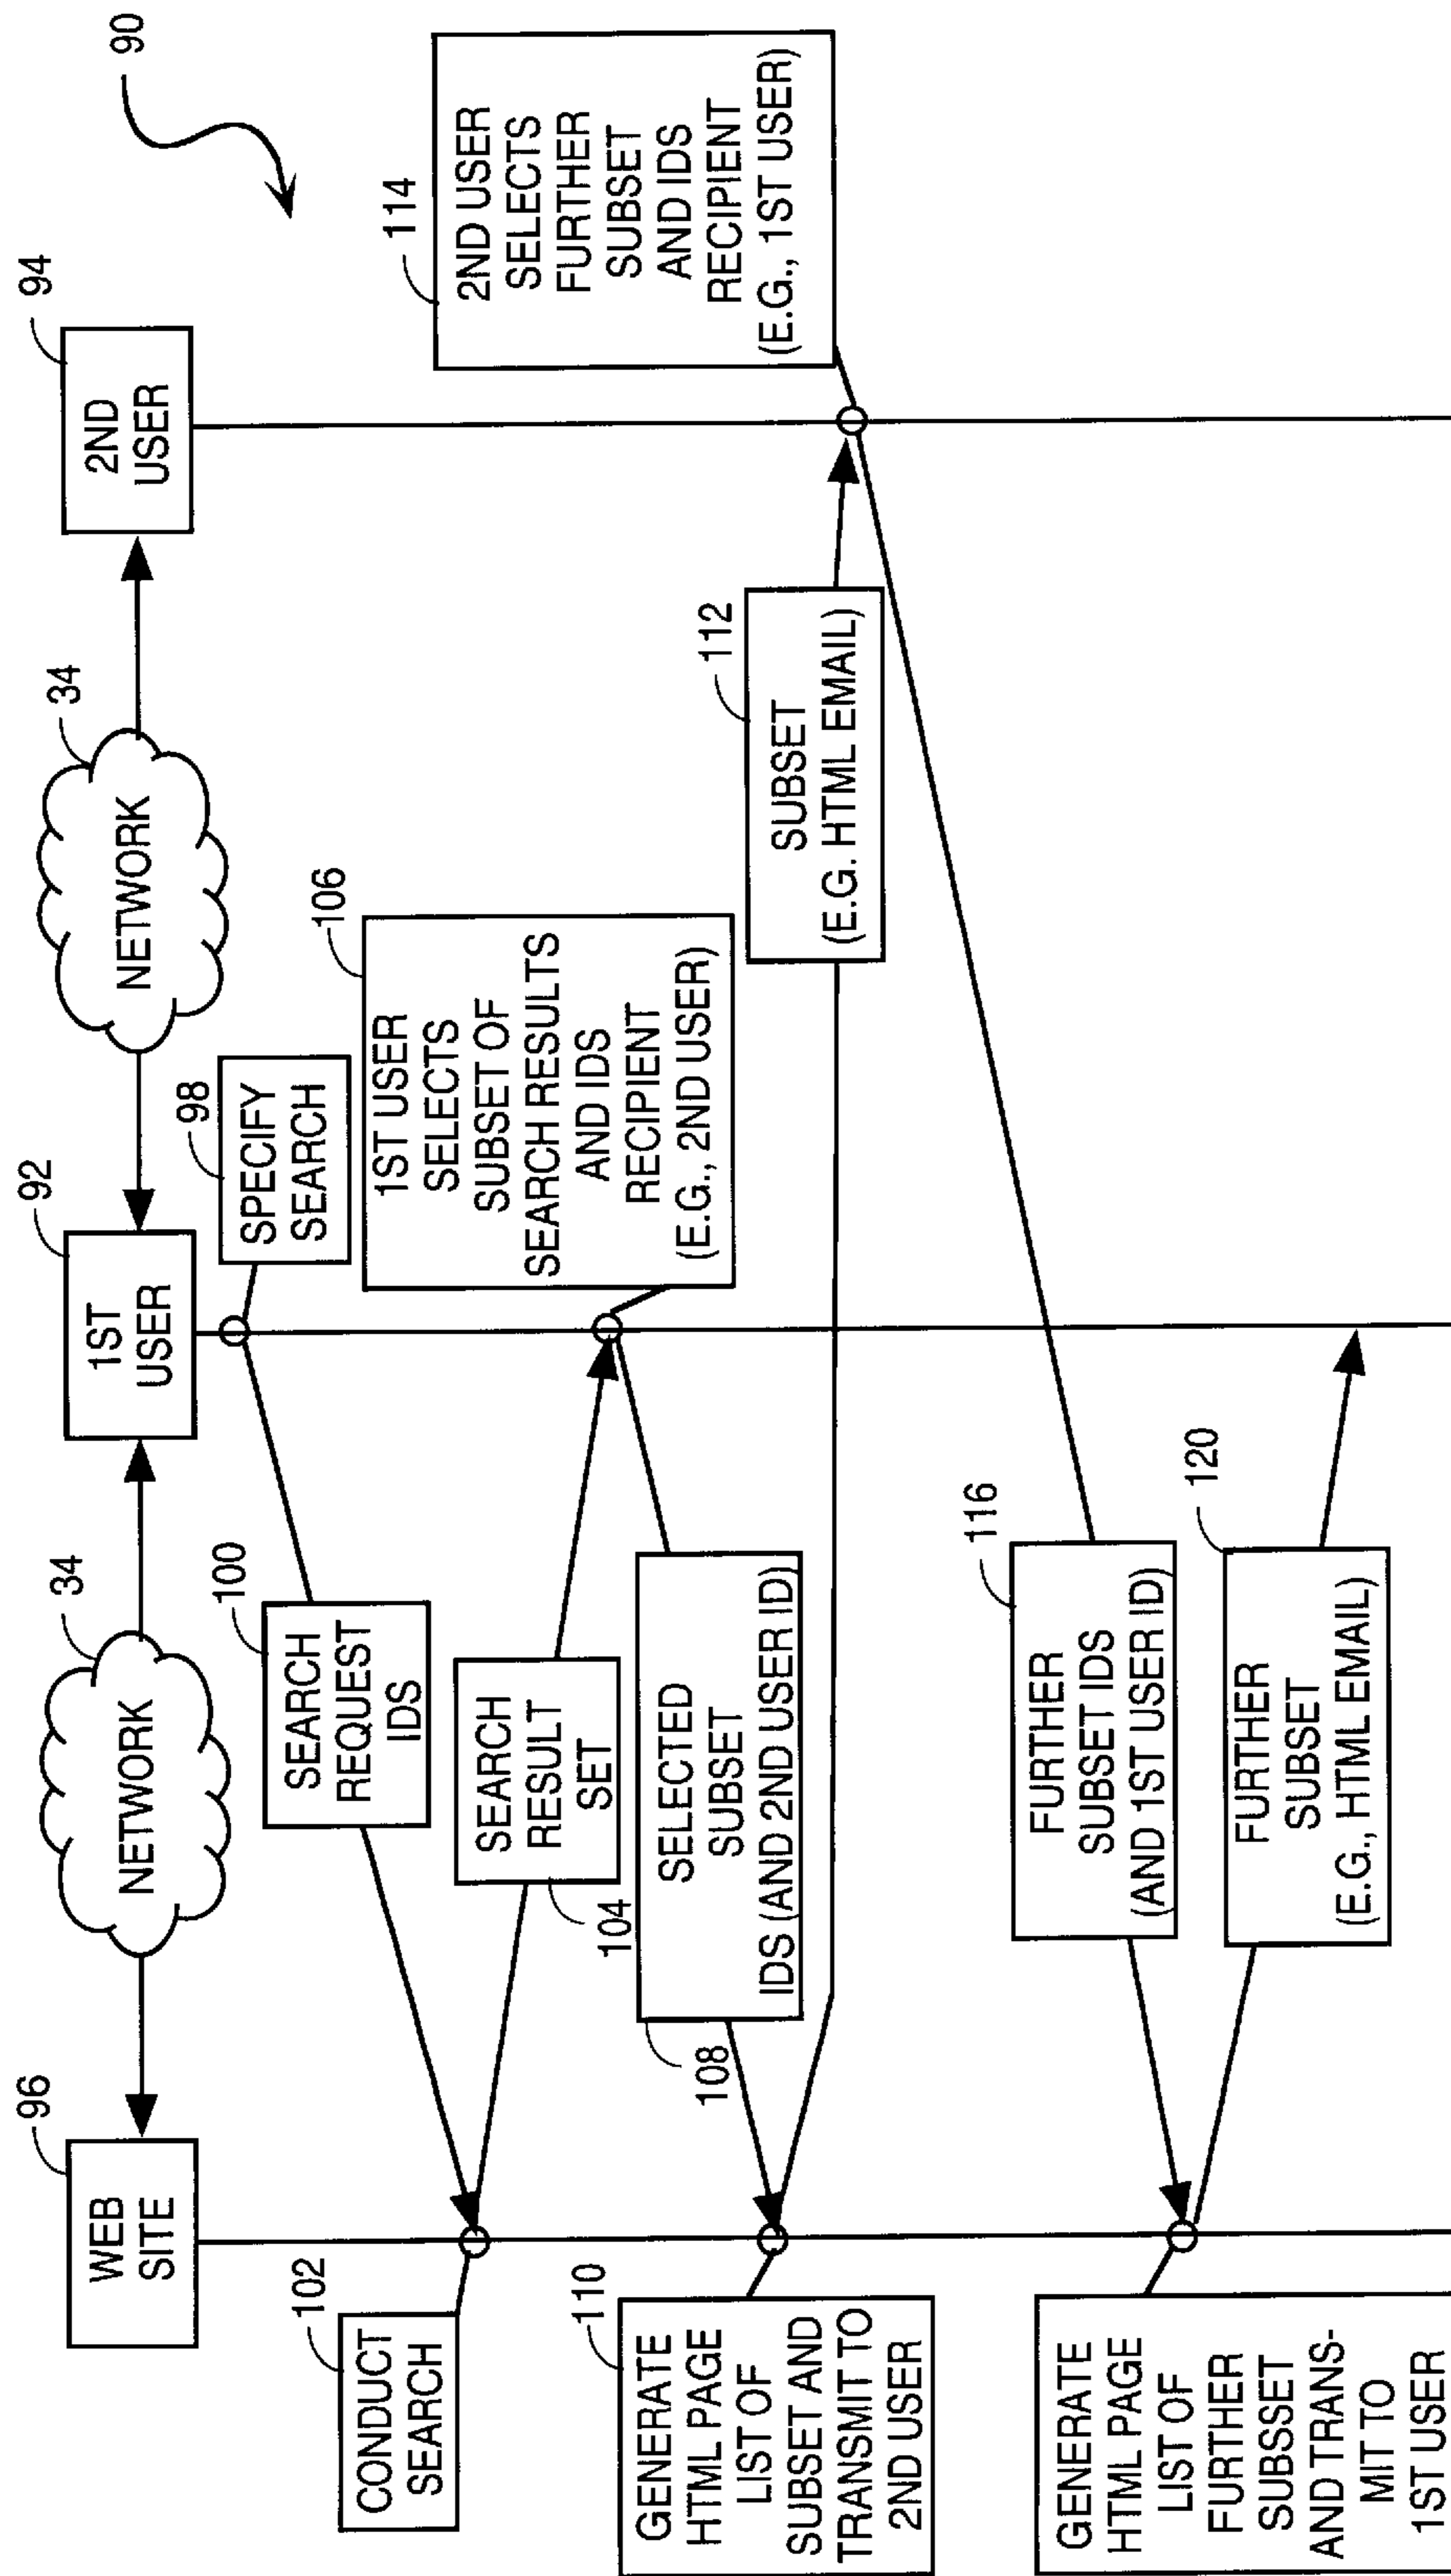 90
96
WEB
SITE
34
NETWORK
92
1ST
USER
34
NETWORK
94
2ND
USER
98
SPECIFY
SEARCH
100
SEARCH
REQUEST
IDS
102
CONDUCT
SEARCH
104
SEARCH
RESULT
SET
106
1ST USER
SELECTS
SUBSET OF
SEARCH RESULTS
AND IDS
RECIPIENT
(E.G., 2ND USER)
108
SELECTED
SUBSET
IDS (AND 2ND USER ID)
110
GENERATE
HTML PAGE
LIST OF
SUBSET AND
TRANSMIT TO
2ND USER
112
SUBSET
(E.G. HTML EMAIL)
114
2ND USER
SELECTS
FURTHER
SUBSET
AND IDS
RECIPIENT
(E.G., 1ST USER)
116
FURTHER
SUBSET IDS
(AND 1ST USER ID)
GENERATE
HTML PAGE
LIST OF
FURTHER
SUBSSET
AND TRANS-
MIT TO
1ST USER
120
FURTHER
SUBSET
(E.G., HTML EMAIL)